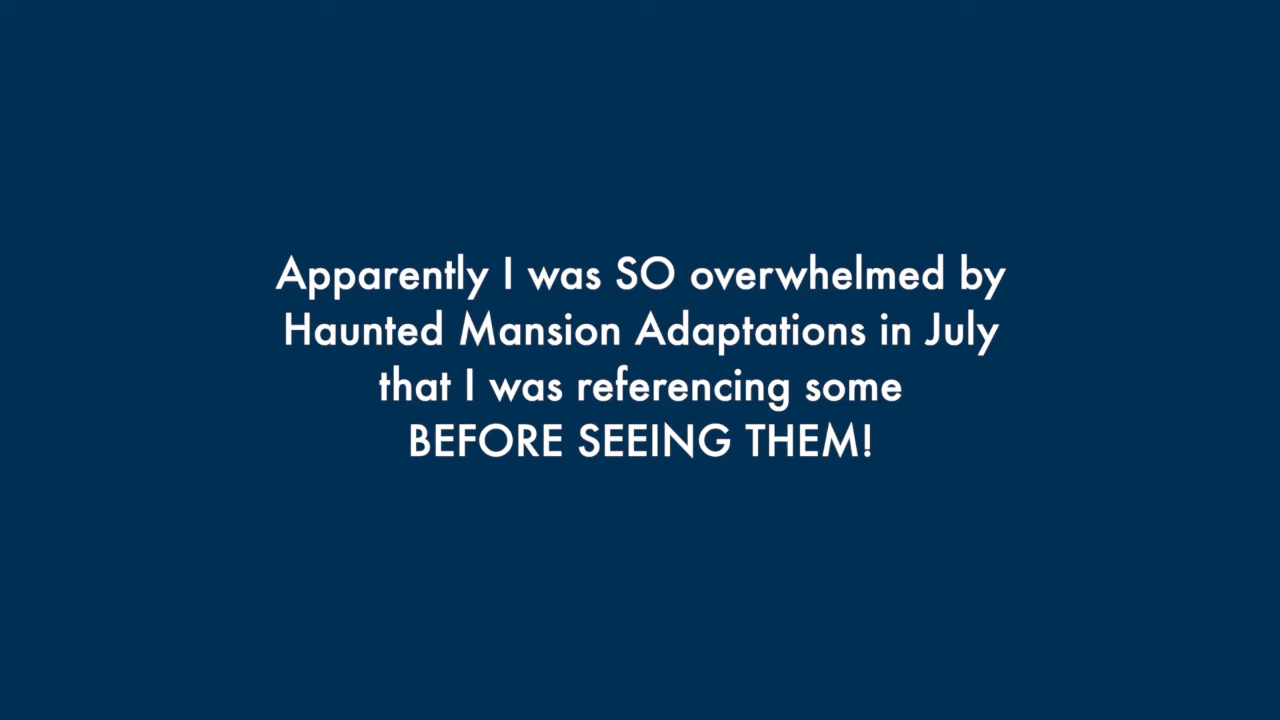 Apparently I was SO overwhelmed by
Haunted Mansion Adaptations in July
that I was referencing some
BEFORE SEEING THEM!